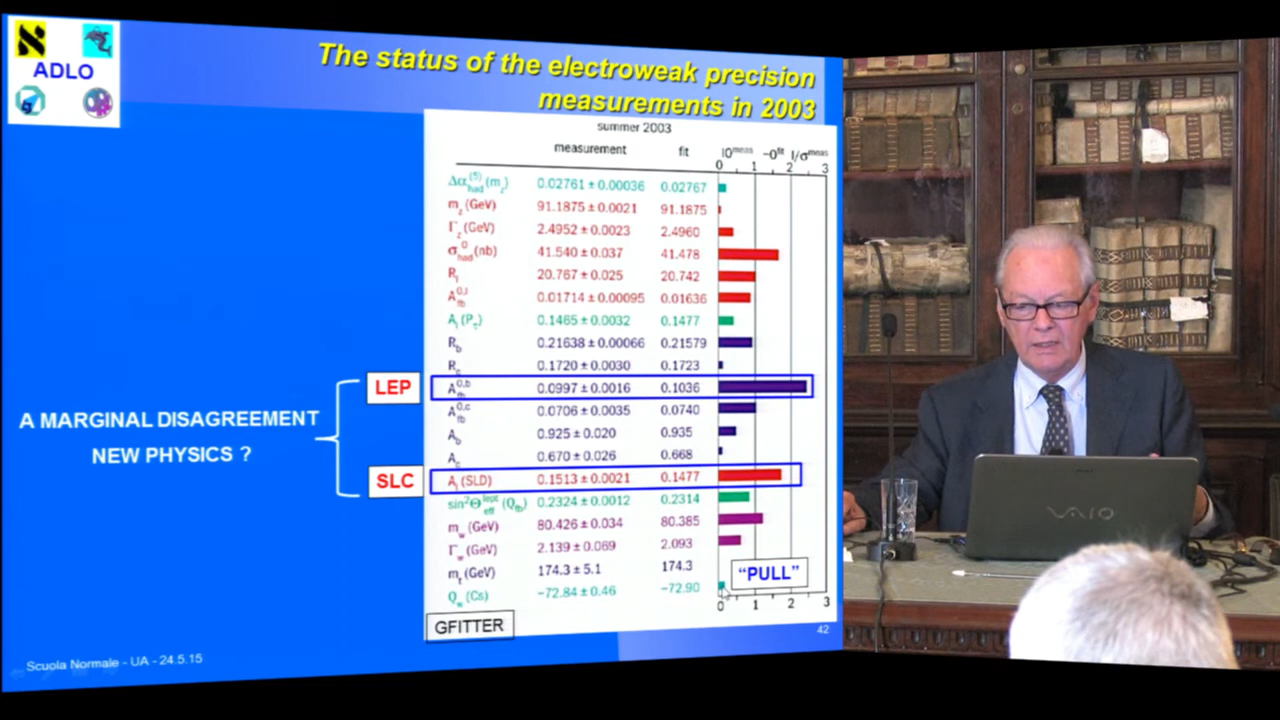 ADLO
The status of the electroweak precision
measurements in 2003
summer 2003
measurement fit |O^meas −O^fit|/σ^meas
0 1 2 3
Δα_had^(5)(m_z) 0.02761 ± 0.00036 0.02767
m_z (GeV) 91.1875 ± 0.0021 91.1875
Γ_z (GeV) 2.4952 ± 0.0023 2.4960
σ_had^0 (nb) 41.540 ± 0.037 41.478
R_l 20.767 ± 0.025 20.742
A_fb^0,l 0.01714 ± 0.00095 0.01636
A_l (P_τ) 0.1465 ± 0.0032 0.1477
R_b 0.21638 ± 0.00066 0.21579
R_c 0.1720 ± 0.0030 0.1723
LEP
A_fb^0,b 0.0997 ± 0.0016 0.1036
A_fb^0,c 0.0706 ± 0.0035 0.0740
A MARGINAL DISAGREEMENT
NEW PHYSICS ?
A_b 0.925 ± 0.020 0.935
A_c 0.670 ± 0.026 0.668
SLC
A_l (SLD) 0.1513 ± 0.0021 0.1477
sin²Θ_eff^lept (Q_fb) 0.2324 ± 0.0012 0.2314
m_w (GeV) 80.426 ± 0.034 80.385
Γ_w (GeV) 2.139 ± 0.069 2.093
m_t (GeV) 174.3 ± 5.1 174.3
"PULL"
Q_w (Cs) −72.84 ± 0.46 −72.90
0 1 2 3
GFITTER
42
Scuola Normale - UA - 24.5.15
VAIO